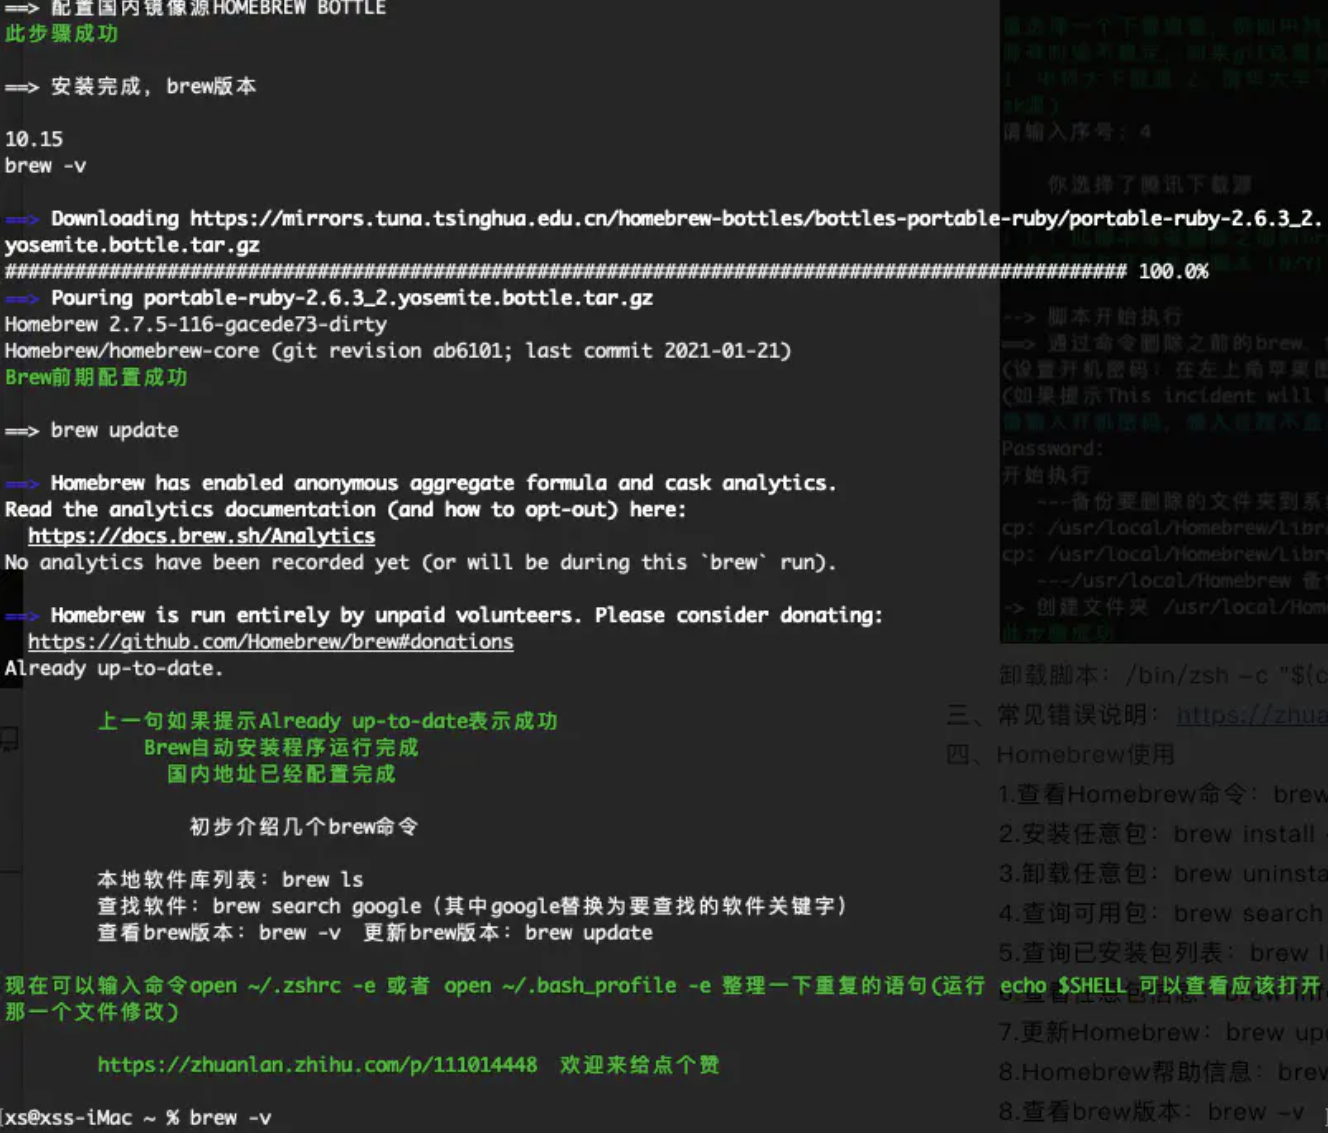 ==> 配置国内镜像源HOMEBREW BOTTLE
此步骤成功
==> 安装完成, brew版本
10.15
brew -v
==> Downloading https://mirrors.tuna.tsinghua.edu.cn/homebrew-bottles/bottles-portable-ruby/portable-ruby-2.6.3_2.
yosemite.bottle.tar.gz
################################################################################################# 100.0%
==> Pouring portable-ruby-2.6.3_2.yosemite.bottle.tar.gz
Homebrew 2.7.5-116-gacede73-dirty
Homebrew/homebrew-core (git revision ab6101; last commit 2021-01-21)
Brew前期配置成功
==> brew update
==> Homebrew has enabled anonymous aggregate formula and cask analytics.
Read the analytics documentation (and how to opt-out) here:
https://docs.brew.sh/Analytics
No analytics have been recorded yet (or will be during this `brew` run).
==> Homebrew is run entirely by unpaid volunteers. Please consider donating:
https://github.com/Homebrew/brew#donations
Already up-to-date.
上一句如果提示Already up-to-date表示成功
Brew自动安装程序运行完成
国内地址已经配置完成
初步介绍几个brew命令
本地软件库列表：brew ls
查找软件：brew search google（其中google替换为要查找的软件关键字）
查看brew版本：brew -v 更新brew版本：brew update
现在可以输入命令open ~/.zshrc -e 或者 open ~/.bash_profile -e 整理一下重复的语句(运行 echo $SHELL 可以查看应该打开
那一个文件修改)
https://zhuanlan.zhihu.com/p/111014448 欢迎来给点个赞
[xs@xss-iMac ~ % brew -v
请输入序号：4
你选择了腾讯下载源
--> 脚本开始执行
==> 通过命令删除之前的brew、
(设置开机密码：在左上角苹果图
(如果提示This incident will
Password:
开始执行
---备份要删除的文件夹到系
cp: /usr/local/Homebrew/Libr
cp: /usr/local/Homebrew/Libr
---/usr/local/Homebrew 备
-> 创建文件夹 /usr/local/Hom
此步骤成功
卸载脚本：/bin/zsh -c "$(c
三、常见错误说明：https://zhua
四、Homebrew使用
1.查看Homebrew命令：brew
2.安装任意包：brew install
3.卸载任意包：brew uninsta
4.查询可用包：brew search
5.查询已安装包列表：brew li
6.查看任意包信息：brew info
7.更新Homebrew：brew up
8.Homebrew帮助信息：brew
8.查看brew版本：brew -v